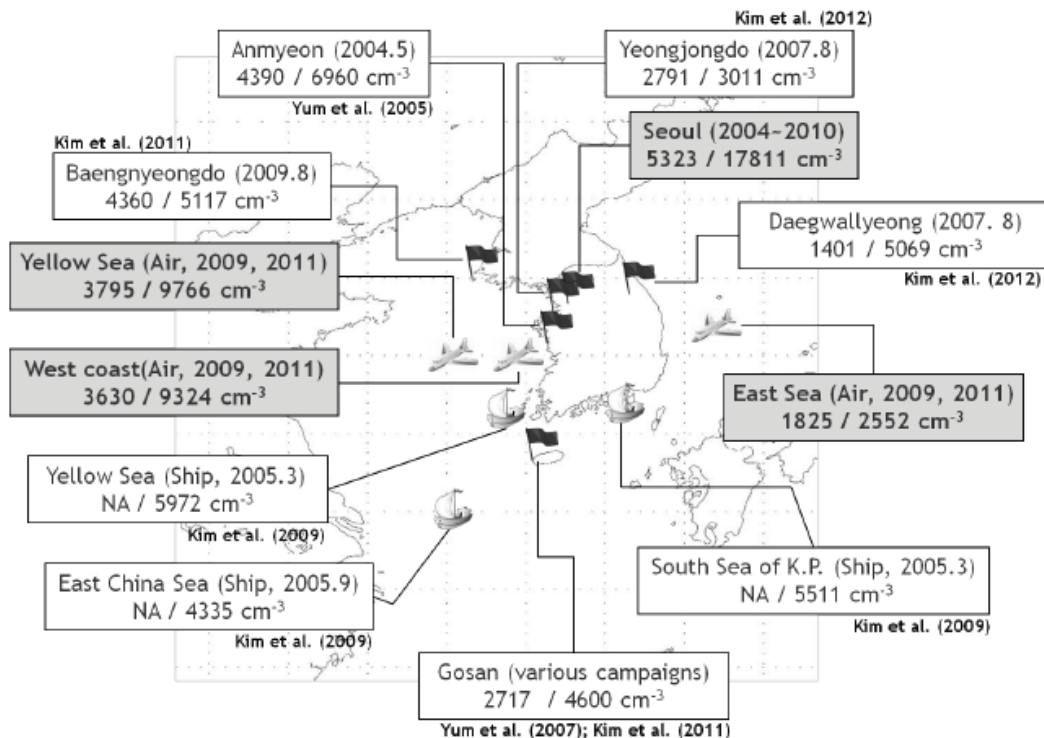 Kim et al. (2012)
Anmyeon (2004.5)
4390 / 6960 cm-3
Yum et al. (2005)
Yeongjongdo (2007.8)
2791 / 3011 cm-3
Kim et al. (2012)
Seoul (2004~2010)
5323 / 17811 cm-3
Kim et al. (2011)
Baengnyeongdo (2009.8)
4360 / 5117 cm-3
Daegwallyeong (2007. 8)
1401 / 5069 cm-3
Kim et al. (2012)
Yellow Sea (Air, 2009, 2011)
3795 / 9766 cm-3
West coast(Air, 2009, 2011)
3630 / 9324 cm-3
East Sea (Air, 2009, 2011)
1825 / 2552 cm-3
Yellow Sea (Ship, 2005.3)
NA / 5972 cm-3
Kim et al. (2009)
East China Sea (Ship, 2005.9)
NA / 4335 cm-3
Kim et al. (2009)
South Sea of K.P. (Ship, 2005.3)
NA / 5511 cm-3
Kim et al. (2009)
Gosan (various campaigns)
2717 / 4600 cm-3
Yum et al. (2007); Kim et al. (2011)